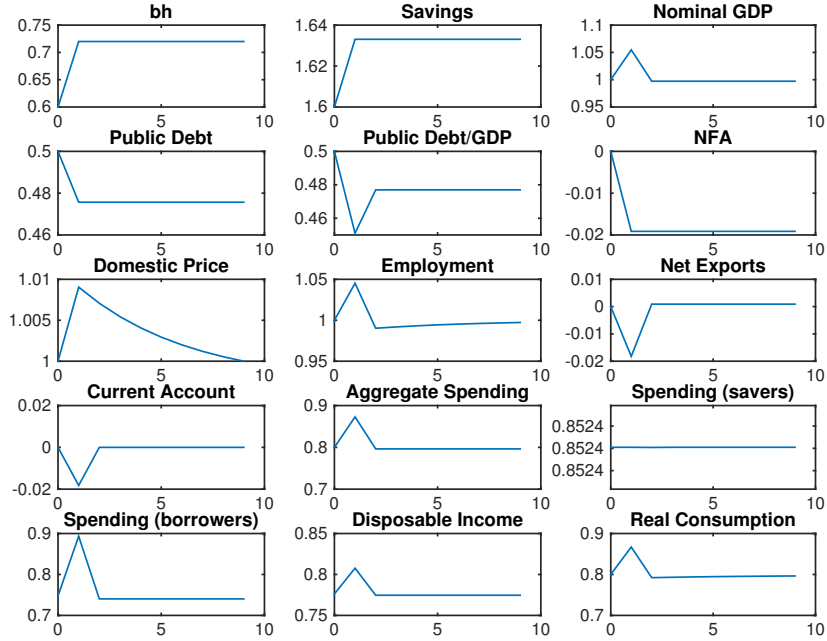 bh
Savings
Nominal GDP
0.75
0.7
0.65
0.6
0 5 10
1.64
1.62
1.6
0 5 10
1.1
1.05
1
0.95
0 5 10
Public Debt
Public Debt/GDP
NFA
0.5
0.48
0.46
0 5 10
0.5
0.48
0.46
0 5 10
0
-0.01
-0.02
0 5 10
Domestic Price
Employment
Net Exports
1.01
1.005
1
0 5 10
1.05
1
0.95
0 5 10
0.01
0
-0.01
-0.02
0 5 10
Current Account
Aggregate Spending
Spending (savers)
0.02
0
-0.02
0 5 10
0.9
0.8
0.7
0 5 10
0.8524
0.8524
0.8524
0 5 10
Spending (borrowers)
Disposable Income
Real Consumption
0.9
0.8
0.7
0 5 10
0.85
0.8
0.75
0 5 10
0.9
0.8
0.7
0 5 10